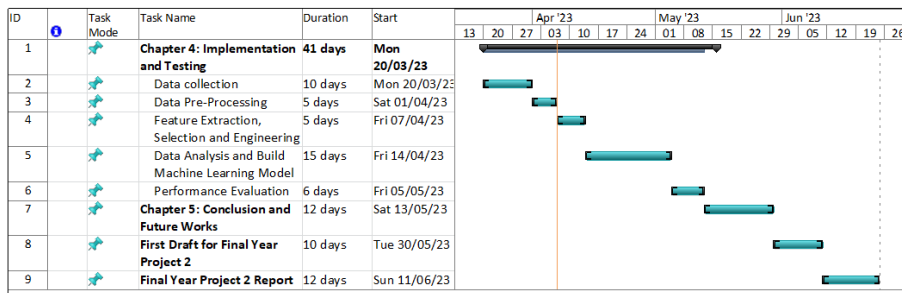 ID Task Mode Task Name Duration Start Apr '23 May '23 Jun '23
13 20 27 03 10 17 24 01 08 15 22 29 05 12 19 26
1 Chapter 4: Implementation and Testing 41 days Mon 20/03/23
2 Data collection 10 days Mon 20/03/23
3 Data Pre-Processing 5 days Sat 01/04/23
4 Feature Extraction, Selection and Engineering 5 days Fri 07/04/23
5 Data Analysis and Build Machine Learning Model 15 days Fri 14/04/23
6 Performance Evaluation 6 days Fri 05/05/23
7 Chapter 5: Conclusion and Future Works 12 days Sat 13/05/23
8 First Draft for Final Year Project 2 10 days Tue 30/05/23
9 Final Year Project 2 Report 12 days Sun 11/06/23